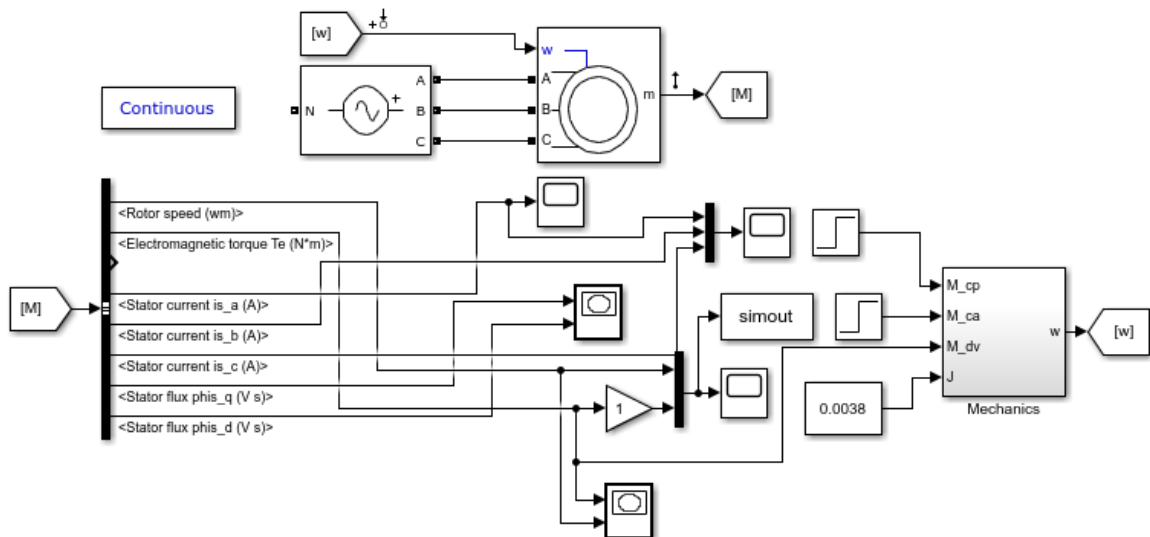 [w]
+
w
Continuous
N
+
A
B
C
A
B
C
m
[M]
<Rotor speed (wm)>
<Electromagnetic torque Te (N*m)>
[M]
<Stator current is_a (A)>
<Stator current is_b (A)>
<Stator current is_c (A)>
<Stator flux phis_q (V s)>
<Stator flux phis_d (V s)>
simout
1
0.0038
M_cp
M_ca
M_dv
J
w
[w]
Mechanics